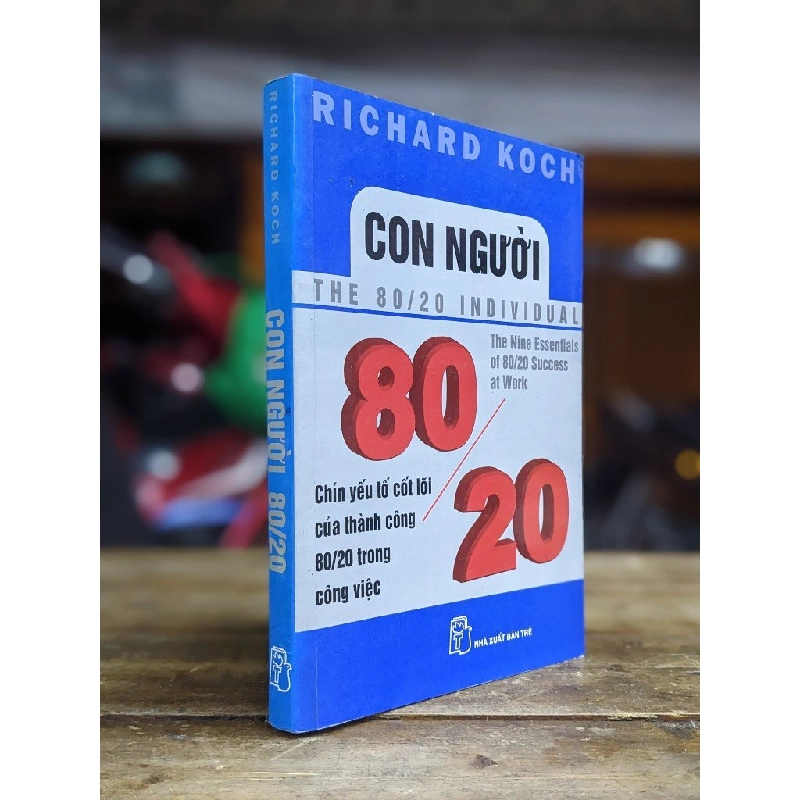 RICHARD KOCH
CON NGƯỜI 80/20
RICHARD KOCH
CON NGƯỜI
THE 80/20 INDIVIDUAL
The Nine Essentials
of 80/20 Success
at Work
80/20
Chín yếu tố cốt lõi
của thành công
80/20 trong
công việc
NHÀ XUẤT BẢN TRẺ